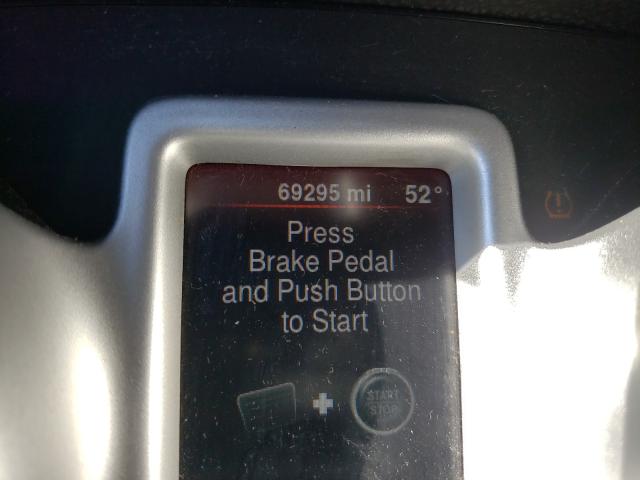 69295 mi 52°
Press
Brake Pedal
and Push Button
to Start
START
STOP